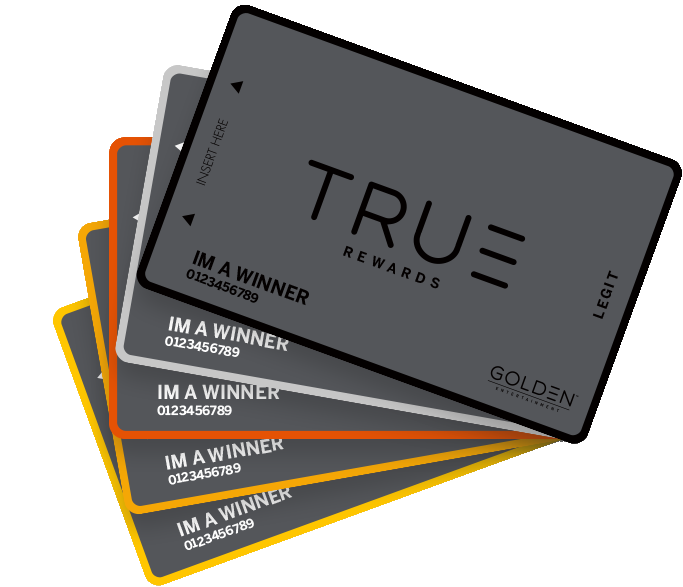 INSERT HERE
TRUE
REWARDS
IM A WINNER
0123456789
LEGIT
GOLDEN
ENTERTAINMENT
IM A WINNER
0123456789
IM A WINNER
0123456789
IM A WINNER
0123456789
IM A WINNER
0123456789